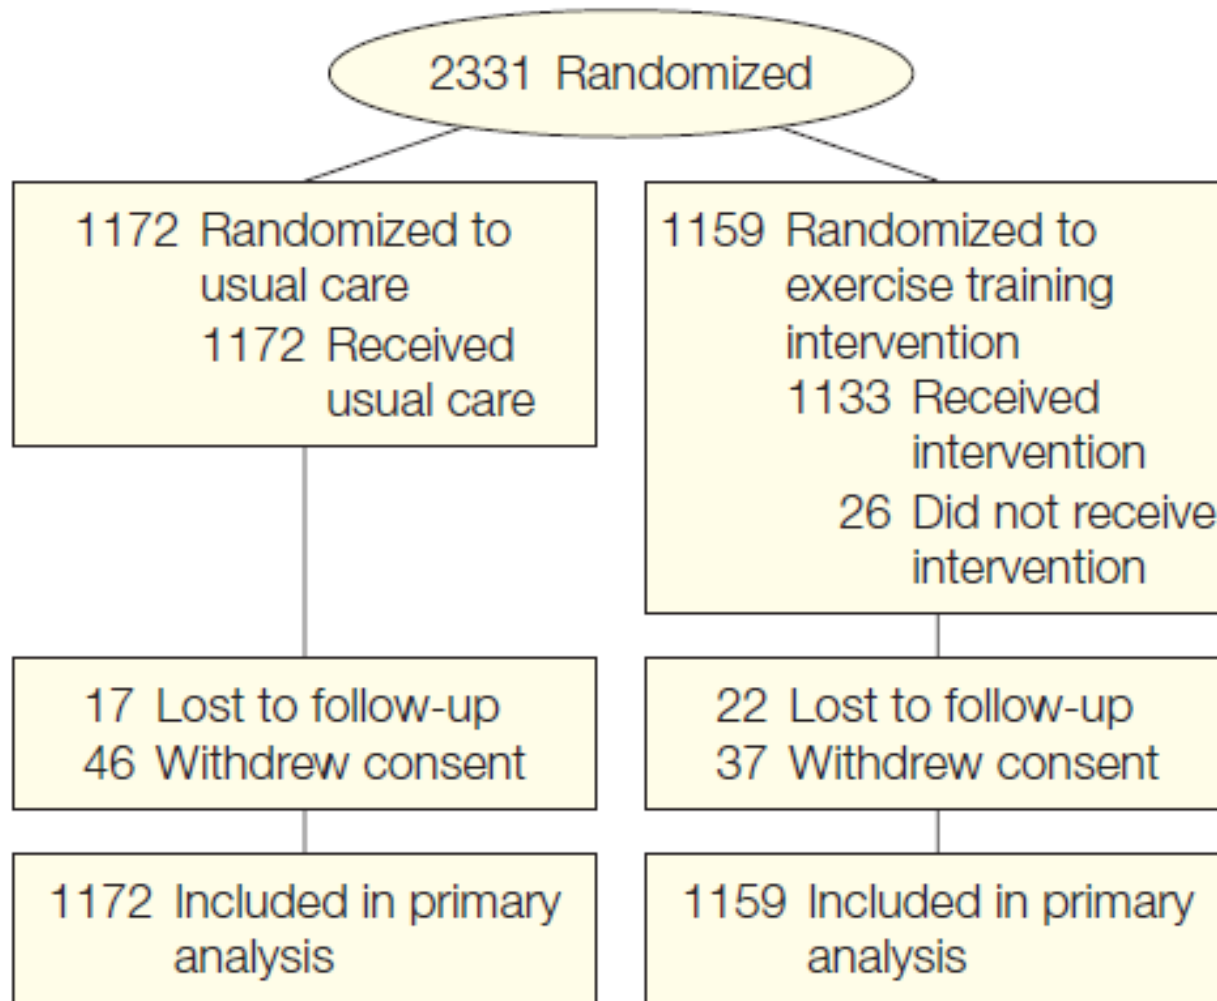 2331 Randomized
1172 Randomized to
usual care
1172 Received
usual care
1159 Randomized to
exercise training
intervention
1133 Received
intervention
26 Did not receive
intervention
17 Lost to follow-up
46 Withdrew consent
22 Lost to follow-up
37 Withdrew consent
1172 Included in primary
analysis
1159 Included in primary
analysis